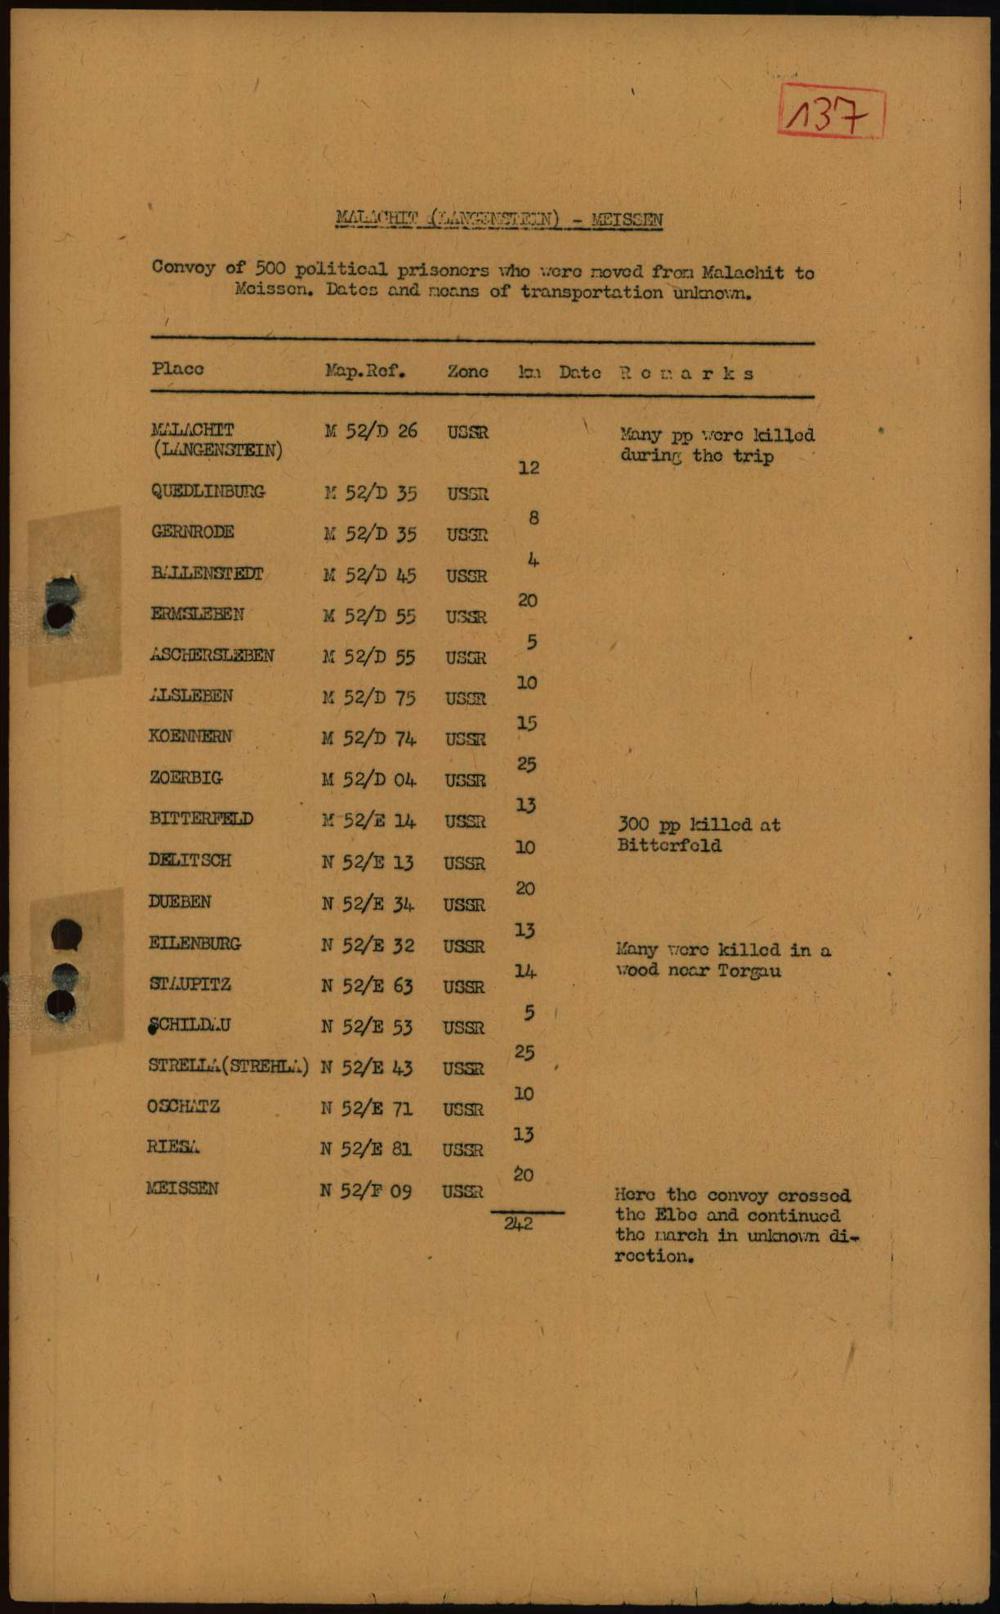 137
MALACHIT (LANGENSTEIN) - MEISSEN
Convoy of 500 political prisoners who were moved from Malachit to
Meissen. Dates and means of transportation unknown.
Place Map.Ref. Zone km Date R e m a r k s
MALACHIT M 52/D 26 USSR Many pp were killed
(LANGENSTEIN) during the trip
12
QUEDLINBURG M 52/D 35 USSR
8
GERNRODE M 52/D 35 USSR
4
BALLENSTEDT M 52/D 45 USSR
20
ERMSLEBEN M 52/D 55 USSR
5
ASCHERSLEBEN M 52/D 55 USSR
10
ALSLEBEN M 52/D 75 USSR
15
KOENNERN M 52/D 74 USSR
25
ZOERBIG M 52/D 04 USSR
13
BITTERFELD M 52/E 14 USSR 300 pp killed at
10 Bitterfeld
DELITSCH N 52/E 13 USSR
20
DUEBEN N 52/E 34 USSR
13
EILENBURG N 52/E 32 USSR Many were killed in a
14 wood near Torgau
STAUPITZ N 52/E 63 USSR
5
SCHILDAU N 52/E 53 USSR
25
STRELLA(STREHLA) N 52/E 43 USSR
10
OSCHATZ N 52/E 71 USSR
13
RIESA N 52/E 81 USSR
20
MEISSEN N 52/F 09 USSR Here the convoy crossed
242 the Elbe and continued
the march in unknown di-
rection.